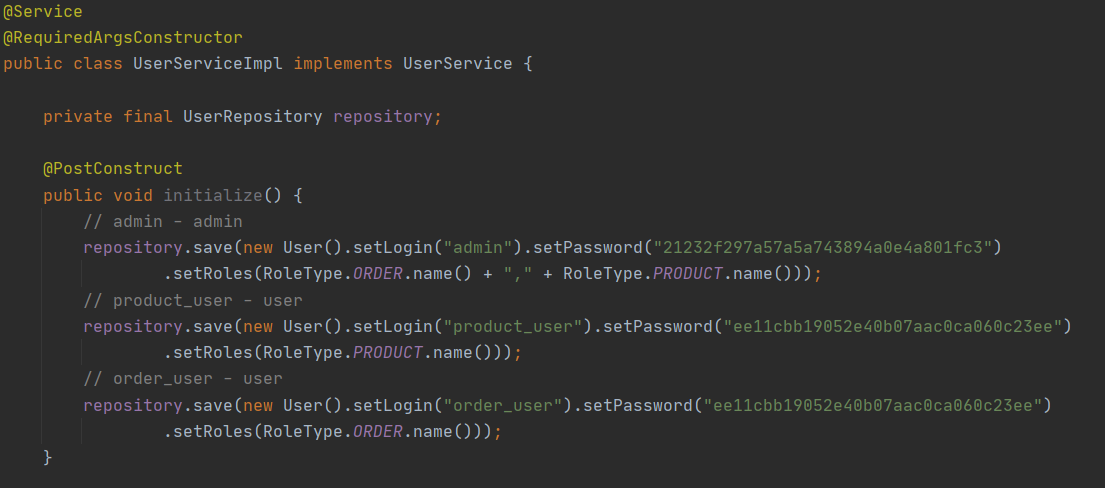 @Service
@RequiredArgsConstructor
public class UserServiceImpl implements UserService {
private final UserRepository repository;
@PostConstruct
public void initialize() {
// admin - admin
repository.save(new User().setLogin("admin").setPassword("21232f297a57a5a743894a0e4a801fc3")
.setRoles(RoleType.ORDER.name() + "," + RoleType.PRODUCT.name()));
// product_user - user
repository.save(new User().setLogin("product_user").setPassword("ee11cbb19052e40b07aac0ca060c23ee")
.setRoles(RoleType.PRODUCT.name()));
// order_user - user
repository.save(new User().setLogin("order_user").setPassword("ee11cbb19052e40b07aac0ca060c23ee")
.setRoles(RoleType.ORDER.name()));
}